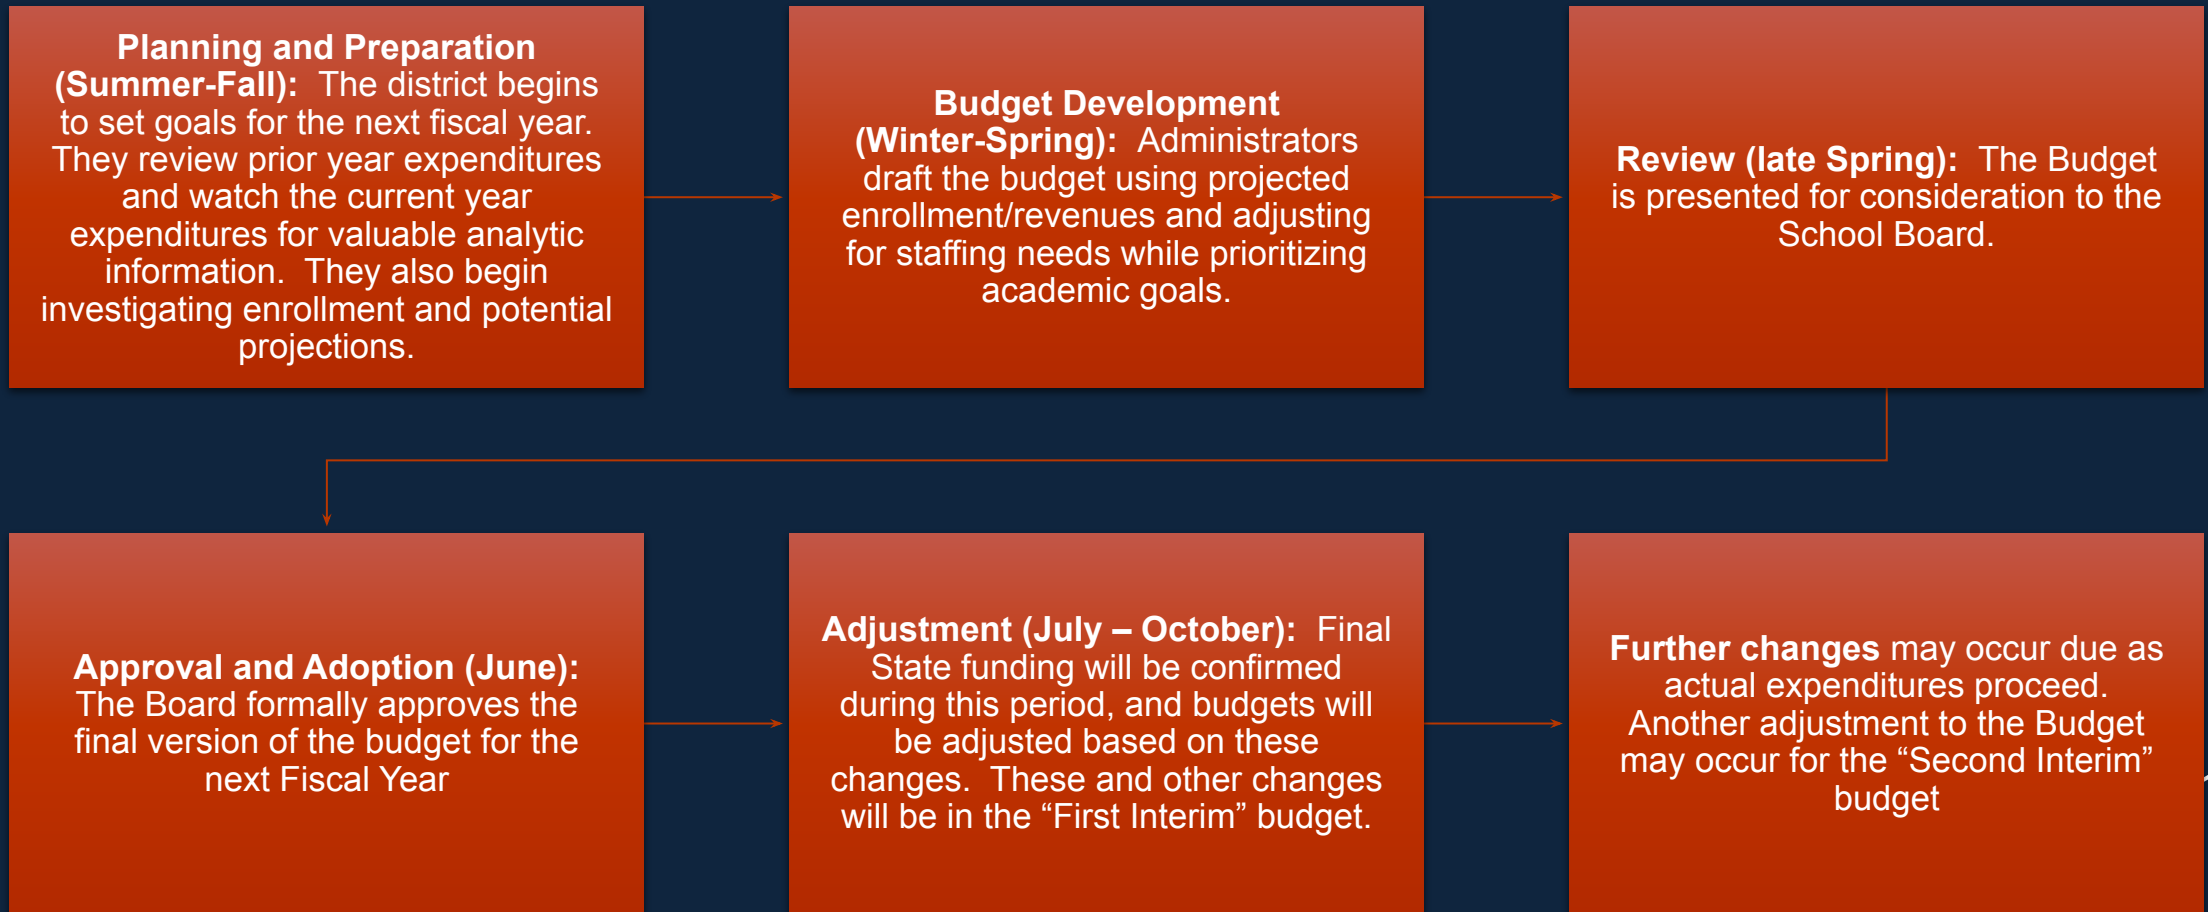 Planning and Preparation
(Summer-Fall):  The district begins
to set goals for the next fiscal year.
They review prior year expenditures
and watch the current year
expenditures for valuable analytic
information.  They also begin
investigating enrollment and potential
projections.
Budget Development
(Winter-Spring):  Administrators
draft the budget using projected
enrollment/revenues and adjusting
for staffing needs while prioritizing
academic goals.
Review (late Spring):  The Budget
is presented for consideration to the
School Board.
Approval and Adoption (June):
The Board formally approves the
final version of the budget for the
next Fiscal Year
Adjustment (July – October):  Final
State funding will be confirmed
during this period, and budgets will
be adjusted based on these
changes.  These and other changes
will be in the “First Interim” budget.
Further changes may occur due as
actual expenditures proceed.
Another adjustment to the Budget
may occur for the “Second Interim”
budget